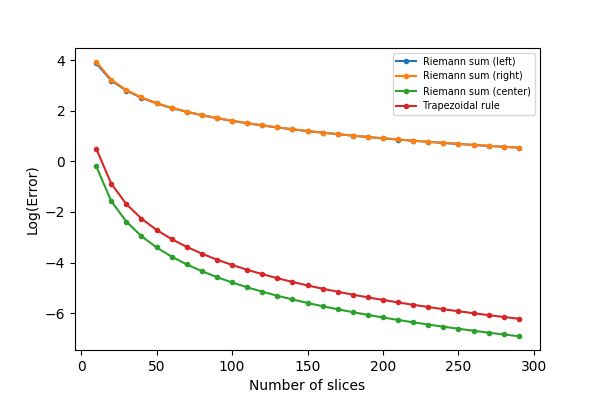 Riemann sum (left)
Riemann sum (right)
Riemann sum (center)
Trapezoidal rule
4
2
0
−2
−4
−6
Log(Error)
0 50 100 150 200 250 300
Number of slices